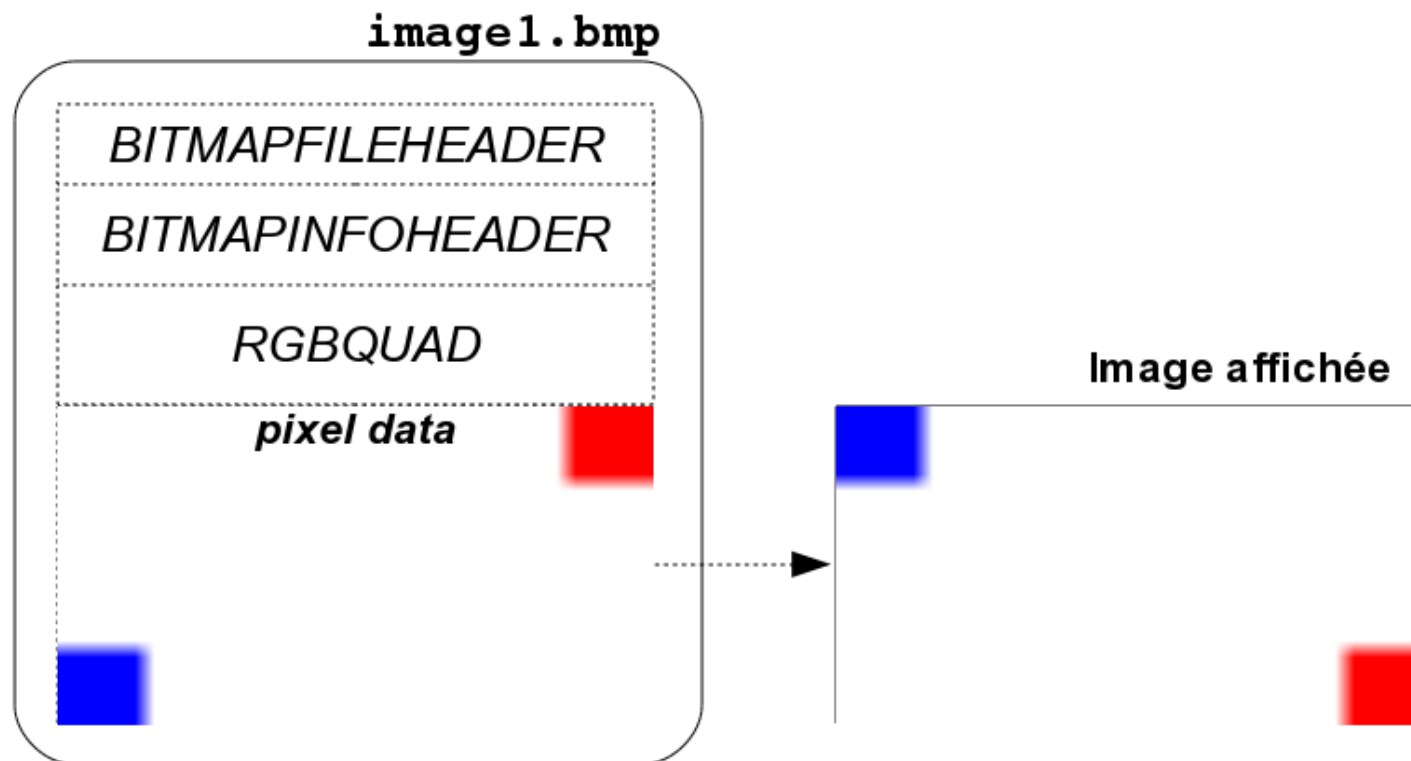 image1.bmp
BITMAPFILEHEADER
BITMAPINFOHEADER
RGBQUAD
pixel data
Image affichée